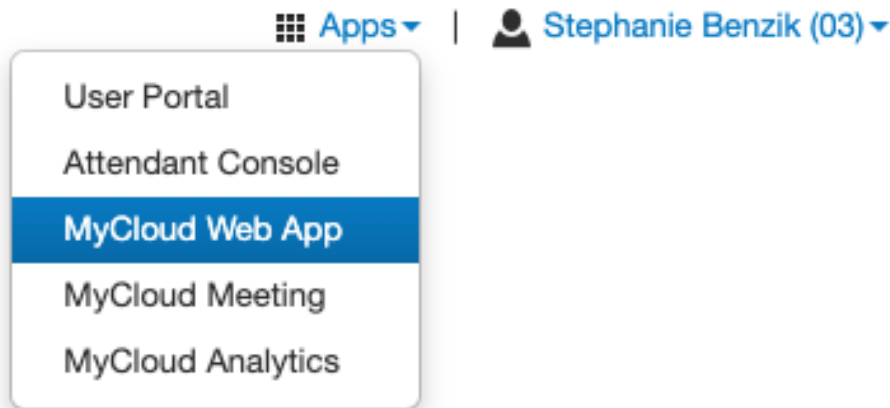 Apps | Stephanie Benzik (03)
User Portal
Attendant Console
MyCloud Web App
MyCloud Meeting
MyCloud Analytics